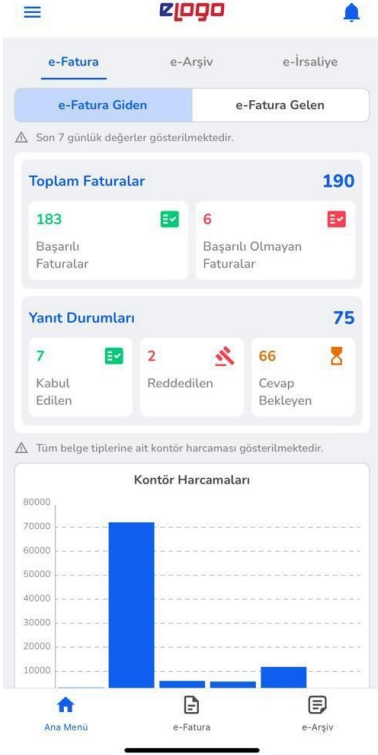 eLogo
e-Fatura e-Arşiv e-İrsaliye
e-Fatura Giden e-Fatura Gelen
Son 7 günlük değerler gösterilmektedir.
Toplam Faturalar 190
183 6
Başarılı Başarılı Olmayan
Faturalar Faturalar
Yanıt Durumları 75
7 2 66
Kabul Reddedilen Cevap
Edilen Bekleyen
Tüm belge tiplerine ait kontör harcaması gösterilmektedir.
Kontör Harcamaları
80000
70000
60000
50000
40000
30000
20000
10000
Ana Menü e-Fatura e-Arşiv